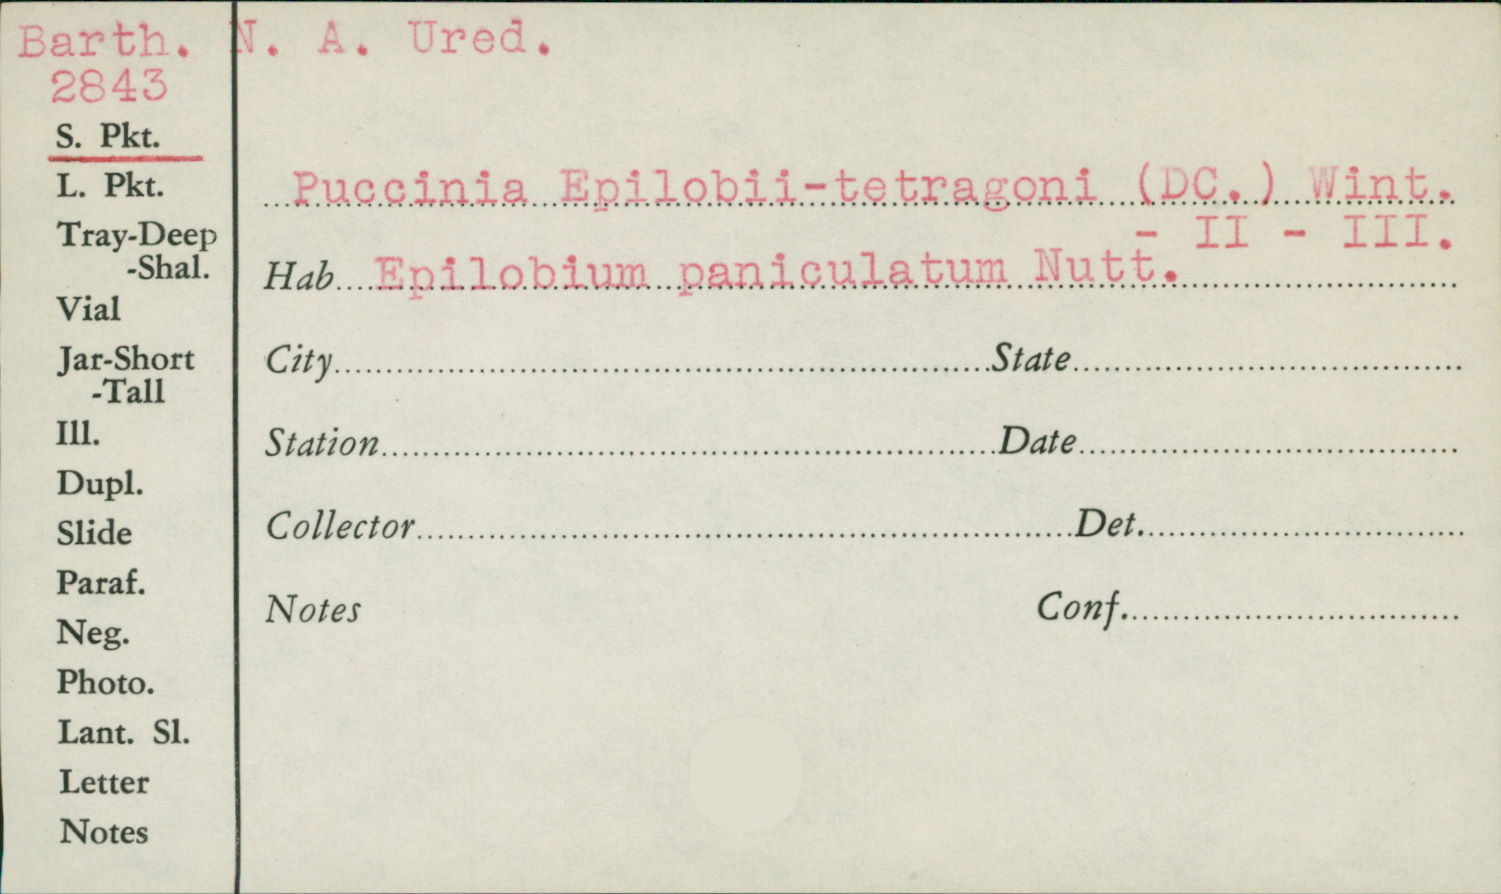 Barth. N. A. Ured.
2843
S. Pkt.
L. Pkt.
Puccinia Epilobii-tetragoni (DC.) Wint.
- II - III.
Tray-Deep
-Shal.
Hab. Epilobium paniculatum Nutt.
Vial
Jar-Short
-Tall
City State
Ill.
Station Date
Dupl.
Slide
Collector Det.
Paraf.
Neg.
Notes Conf.
Photo.
Lant. Sl.
Letter
Notes